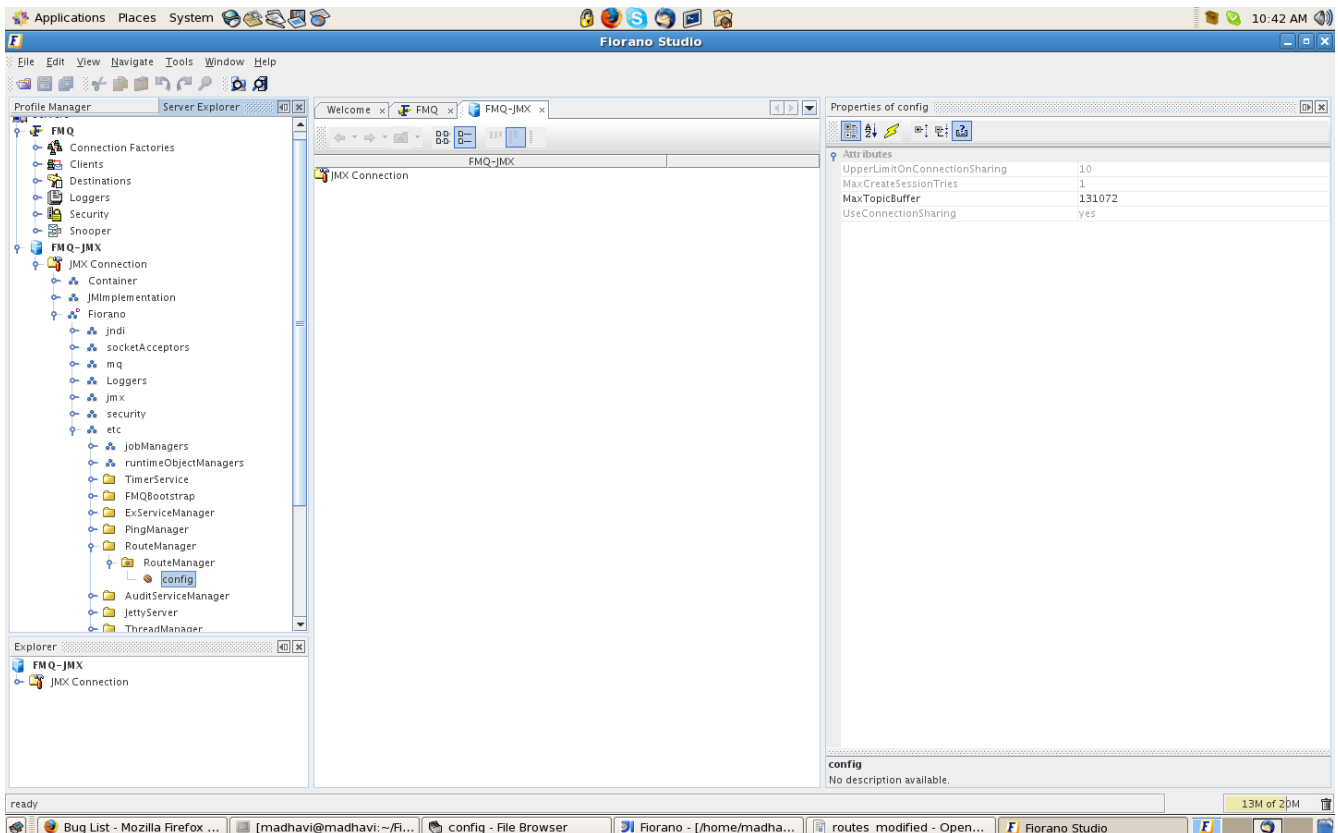 Applications Places System
10:42 AM
Fiorano Studio
File Edit View Navigate Tools Window Help
Profile Manager
Server Explorer
Servers
FMQ
Connection Factories
Clients
Destinations
Loggers
Security
Snooper
FMQ-JMX
JMX Connection
Container
JMImplementation
Fiorano
jndi
socketAcceptors
mq
Loggers
jmx
security
etc
jobManagers
runtimeObjectManagers
TimerService
FMQBootstrap
ExServiceManager
PingManager
RouteManager
RouteManager
config
AuditServiceManager
JettyServer
ThreadManager
Explorer
FMQ-JMX
JMX Connection
Welcome x FMQ x FMQ-JMX x
FMQ-JMX
JMX Connection
Properties of config
Attributes
UpperLimitOnConnectionSharing 10
MaxCreateSessionTries 1
MaxTopicBuffer 131072
UseConnectionSharing yes
config
No description available.
ready
13M of 20M
Bug List - Mozilla Firefox ... [madhavi@madhavi:~/Fi... config - File Browser Fiorano - [/home/madha... routes_modified - Open... Fiorano Studio